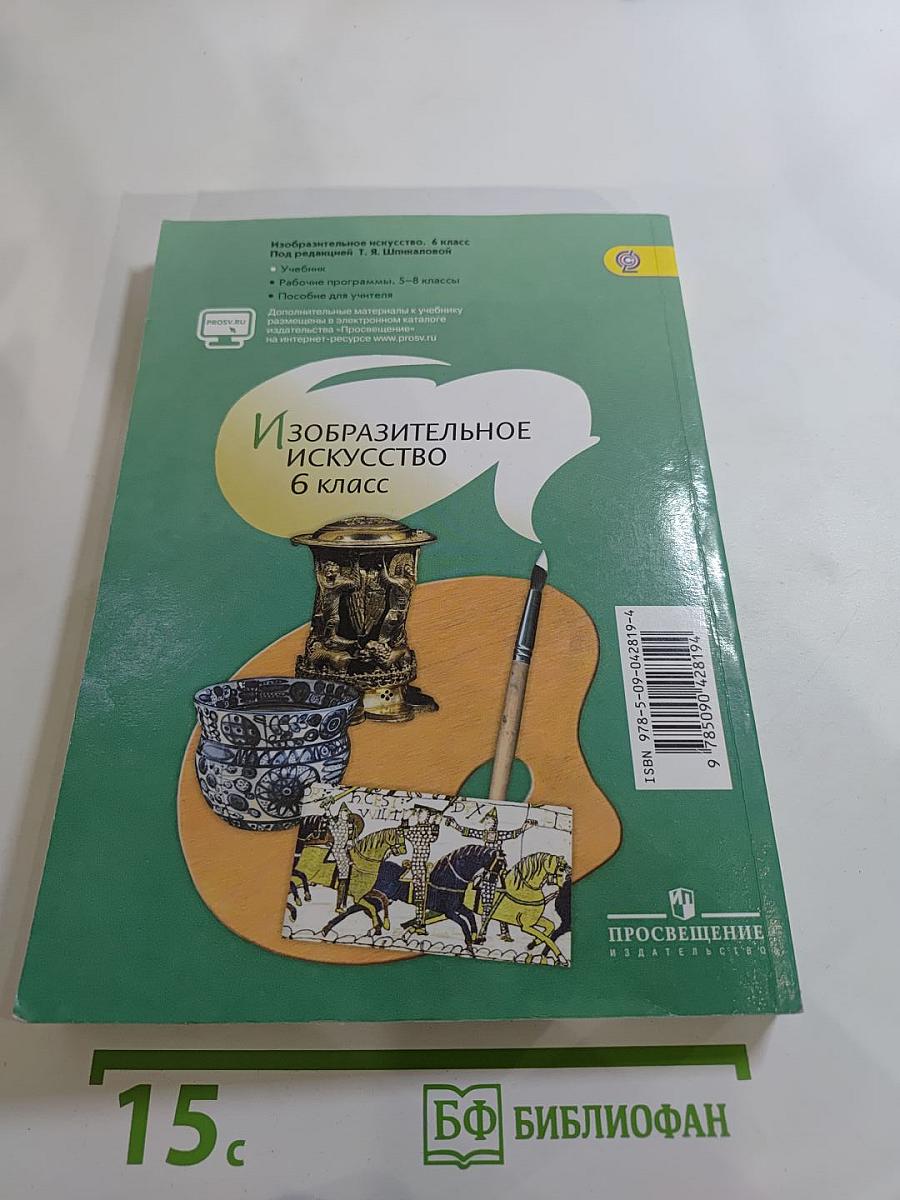 Изобразительное искусство. 6 класс
Под редакцией Т. Я. Шпикаловой
• Учебник
• Рабочие программы. 5–8 классы
• Пособие для учителя
PROSV.RU
Дополнительные материалы к учебнику
размещены в электронном каталоге
издательства «Просвещение»
на интернет-ресурсе www.prosv.ru
ИЗОБРАЗИТЕЛЬНОЕ
ИСКУССТВО
6 класс
ISBN 978-5-09-042819-4
9 785090 428194
ИП
ПРОСВЕЩЕНИЕ
ИЗДАТЕЛЬСТВО
15 с
БФ БИБЛИОФАН